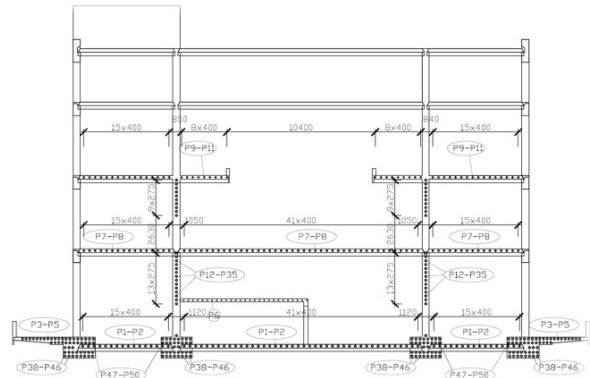 850 840
15x400 8x400 10400 8x400 15x400
P9-P11 P9-P11
9x275 9x275
15x400 1050 41x400 1050 15x400
P7-P8 P7-P8 P7-P8
2630 2630
P12-P35 P12-P35
13x275 13x275
P6
15x400 1120 41x400 1120 15x400
P3-P5 P1-P2 P1-P2 P1-P2 P3-P5
P38-P46 P47-P50 P38-P46 P38-P46 P47-P50 P38-P46